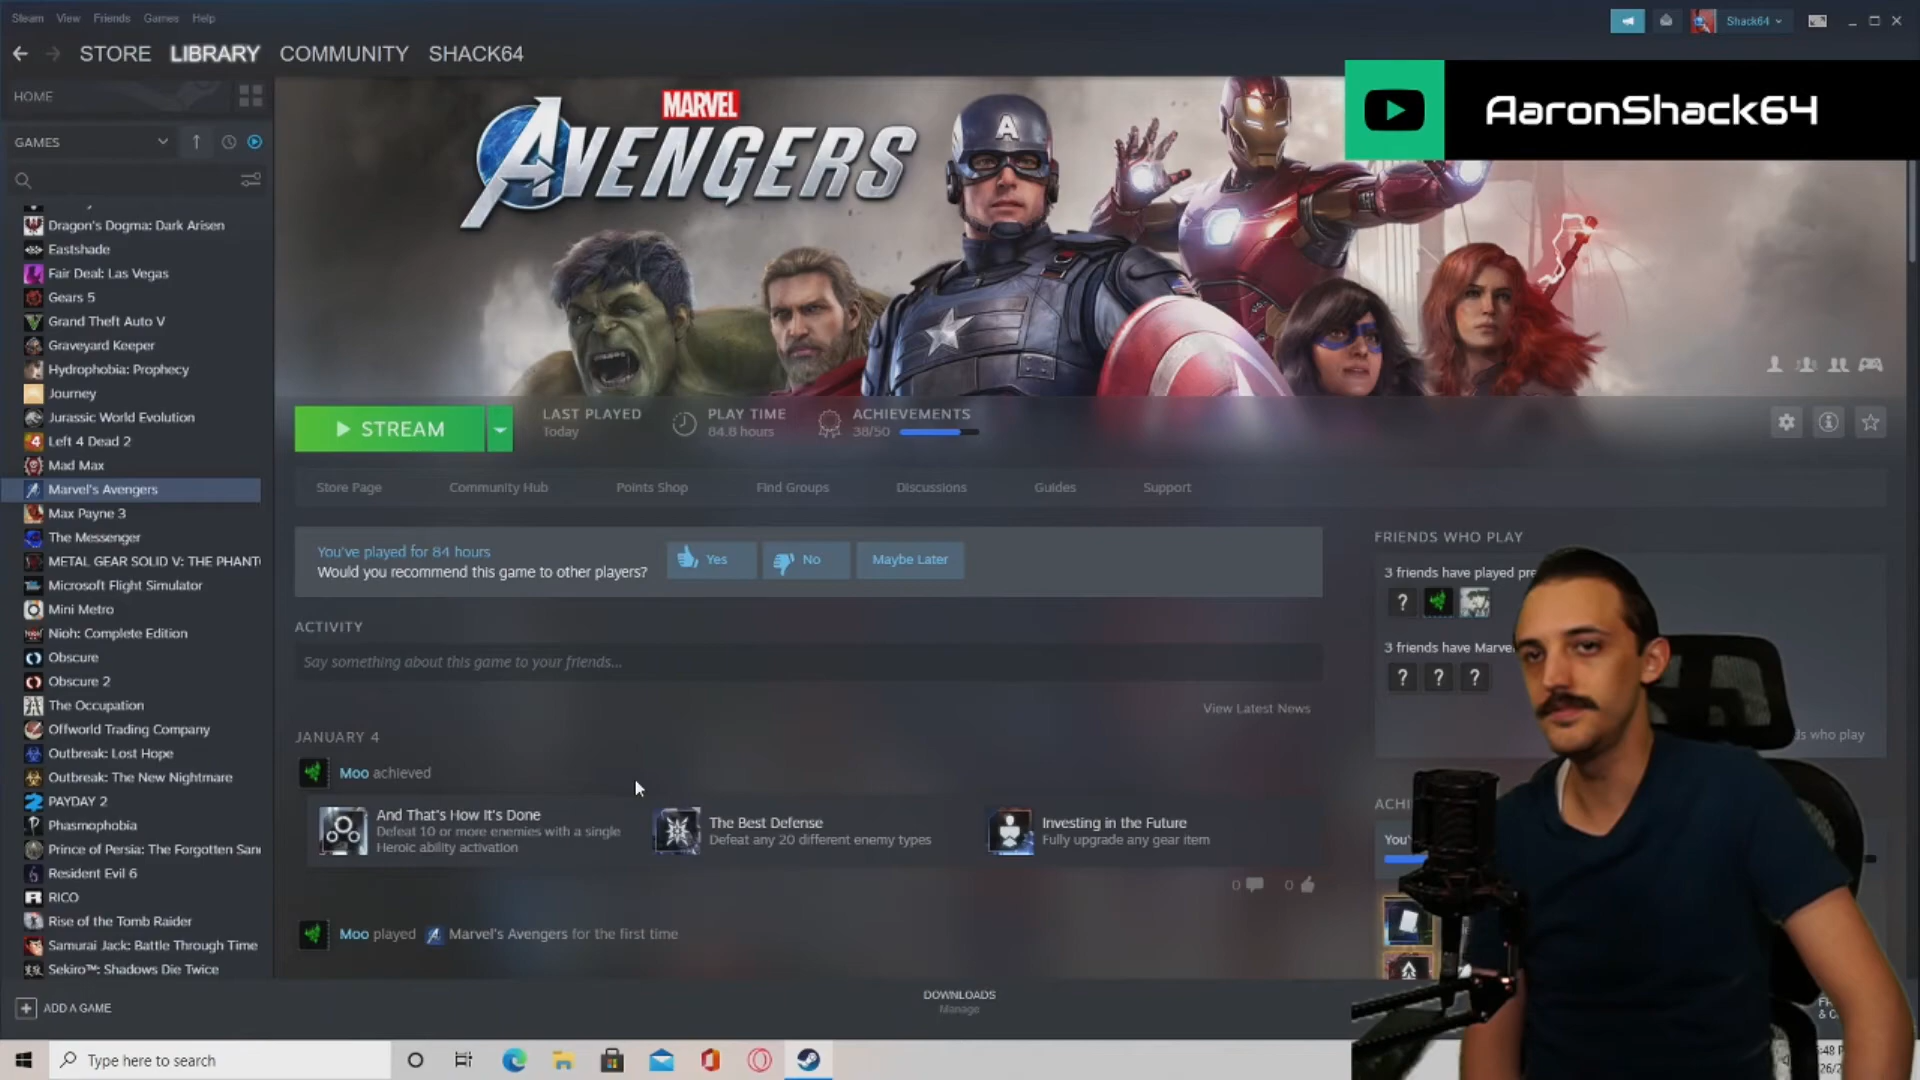 Steam View Friends Games Help
Shack64
STORE LIBRARY COMMUNITY SHACK64
AaronShack64
HOME
GAMES
Dragon's Dogma: Dark Arisen
Eastshade
Fair Deal: Las Vegas
Gears 5
Grand Theft Auto V
Graveyard Keeper
Hydrophobia: Prophecy
Journey
Jurassic World Evolution
Left 4 Dead 2
Mad Max
Marvel's Avengers
Max Payne 3
The Messenger
METAL GEAR SOLID V: THE PHANT
Microsoft Flight Simulator
Mini Metro
Nioh: Complete Edition
Obscure
Obscure 2
The Occupation
Offworld Trading Company
Outbreak: Lost Hope
Outbreak: The New Nightmare
PAYDAY 2
Phasmophobia
Prince of Persia: The Forgotten San
Resident Evil 6
RICO
Rise of the Tomb Raider
Samurai Jack: Battle Through Time
Sekiro™: Shadows Die Twice
ADD A GAME
MARVEL
AVENGERS
STREAM
LAST PLAYED
Today
PLAY TIME
84.8 hours
ACHIEVEMENTS
38/50
Store Page Community Hub Points Shop Find Groups Discussions Guides Support
You've played for 84 hours
Would you recommend this game to other players?
Yes No Maybe Later
ACTIVITY
Say something about this game to your friends...
View Latest News
JANUARY 4
Moo achieved
And That's How It's Done
Defeat 10 or more enemies with a single
Heroic ability activation
The Best Defense
Defeat any 20 different enemy types
Investing in the Future
Fully upgrade any gear item
0 0
Moo played Marvel's Avengers for the first time
FRIENDS WHO PLAY
3 friends have played pre
? 
3 friends have Marve
? ? ?
ds who play
ACHI
You'
DOWNLOADS
Manage
Type here to search